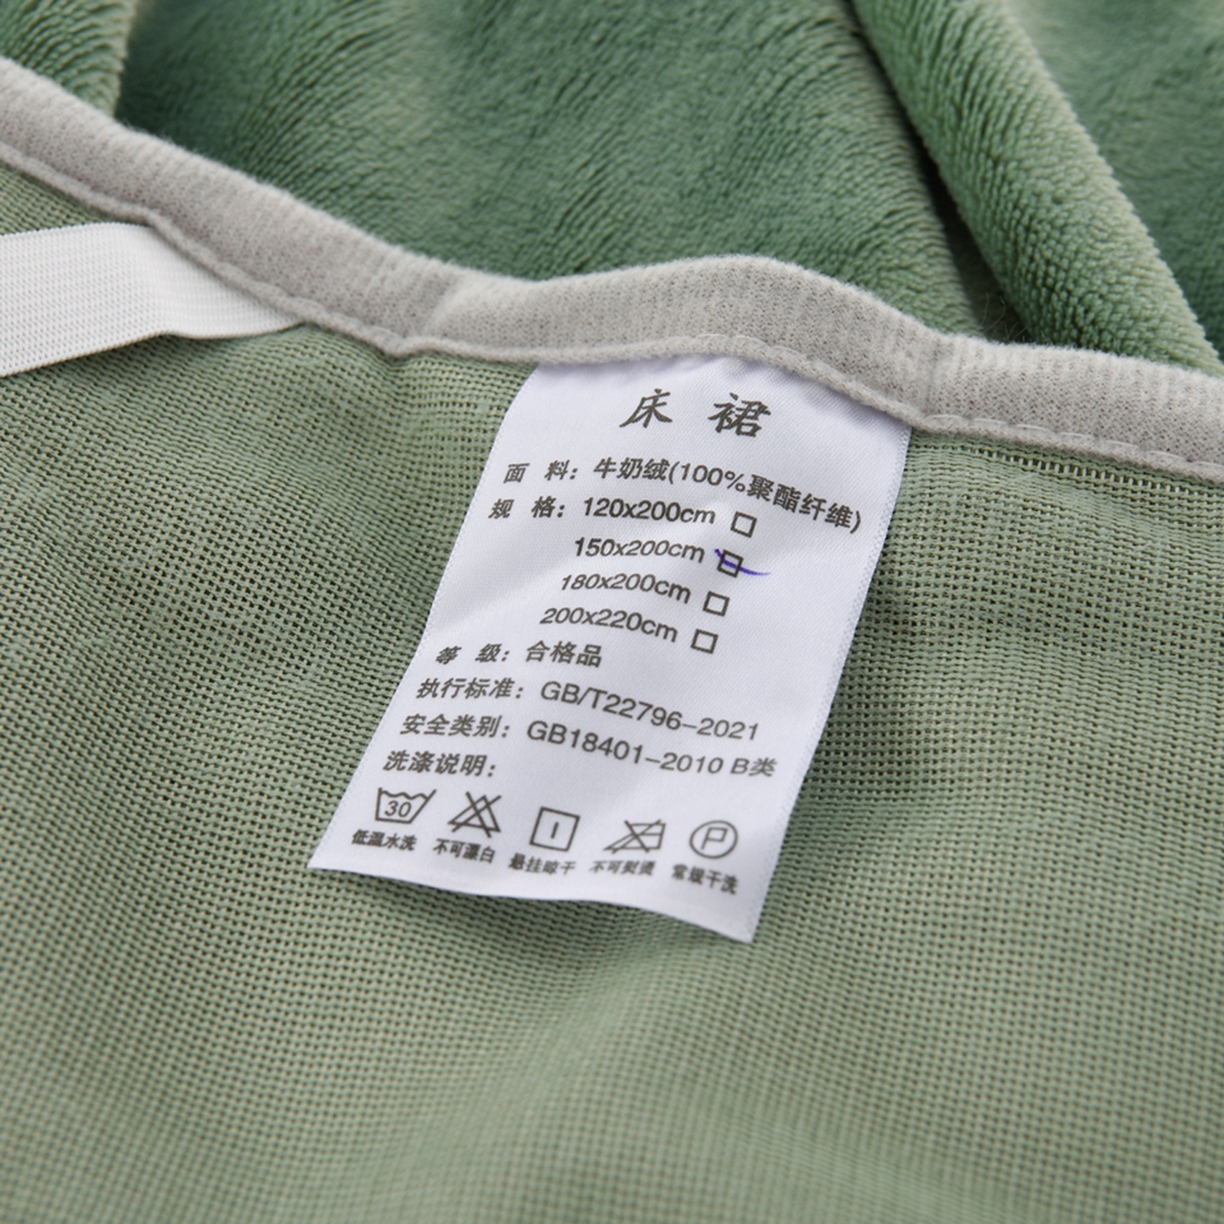 床 裙
面 料：牛奶绒(100%聚酯纤维)
规 格：120x200cm □
150x200cm □
180x200cm □
200x220cm □
等 级：合格品
执行标准：GB/T22796-2021
安全类别：GB18401-2010 B类
洗涤说明：
30
P
低温水洗 不可漂白 悬挂晾干 不可熨烫 常规干洗